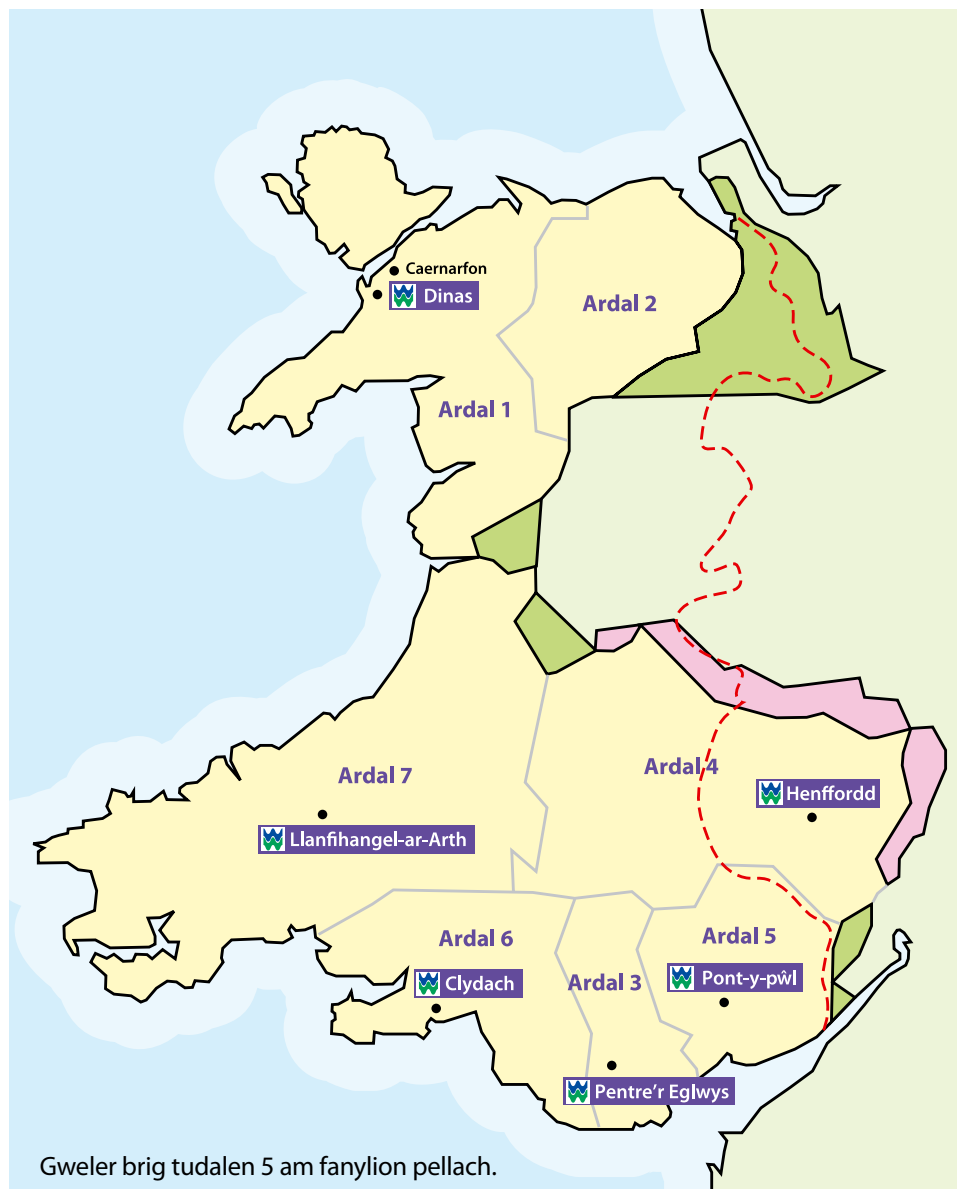 Caernarfon
Dinas
Ardal 2
Ardal 1
Ardal 4
Ardal 7
Henffordd
Llanfihangel-ar-Arth
Ardal 5
Ardal 6
Pont-y-pŵl
Ardal 3
Clydach
Pentre'r Eglwys
Gweler brig tudalen 5 am fanylion pellach.